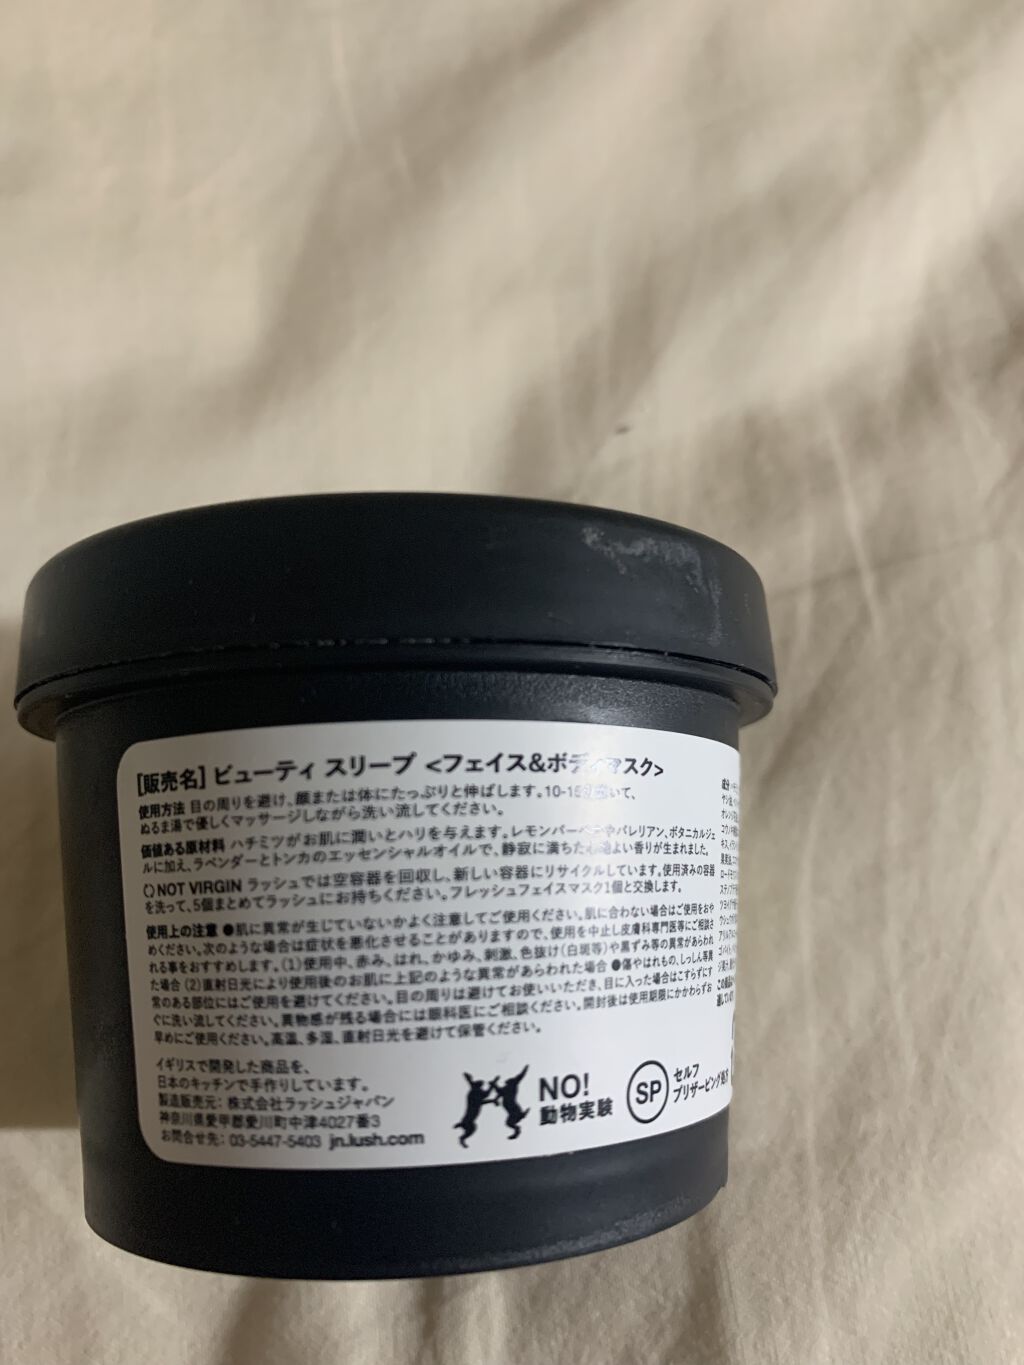 [販売名] ビューティ スリープ <フェイス&ボディマスク>
使用方法 目の周りを避け、顔または体にたっぷりと伸ばします。10-15分置いて、
ぬるま湯で優しくマッサージしながら洗い流してください。
価値ある原材料 ハチミツがお肌に潤いとハリを与えます。レモンバーベナやバレリアン、ボタニカルジェ
ルに加え、ラベンダーとトンカのエッセンシャルオイルで、静寂に満ちた心地よい香りが生まれました。
NOT VIRGIN ラッシュでは空容器を回収し、新しい容器にリサイクルしています。使用済みの容器
を洗って、5個まとめてラッシュにお持ちください。フレッシュフェイスマスク1個と交換します。
使用上の注意 ●肌に異常が生じていないかよく注意してご使用ください。肌に合わない場合はご使用をおや
めください。次のような場合は症状を悪化させることがありますので、使用を中止し皮膚科専門医等にご相談さ
れる事をおすすめします。(1)使用中、赤み、はれ、かゆみ、刺激、色抜け(白斑等)や黒ずみ等の異常があらわれ
た場合 (2)直射日光により使用後のお肌に上記のような異常があらわれた場合 ●傷やはれもの、しっしん等異
常のある部位にはご使用を避けてください。目の周りは避けてお使いいただき、目に入った場合はこすらずにす
ぐに洗い流してください。異物感が残る場合には眼科医にご相談ください。開封後は使用期限にかかわらずお
早めにご使用ください。高温、多湿、直射日光を避けて保管ください。
イギリスで開発した商品を、
日本のキッチンで手作りしています。
製造販売元: 株式会社ラッシュジャパン
神奈川県愛甲郡愛川町中津4027番3
お問合せ先: 03-5447-5403 jn.lush.com
NO!
動物実験
SP
セルフ
プリザービング処方
成分